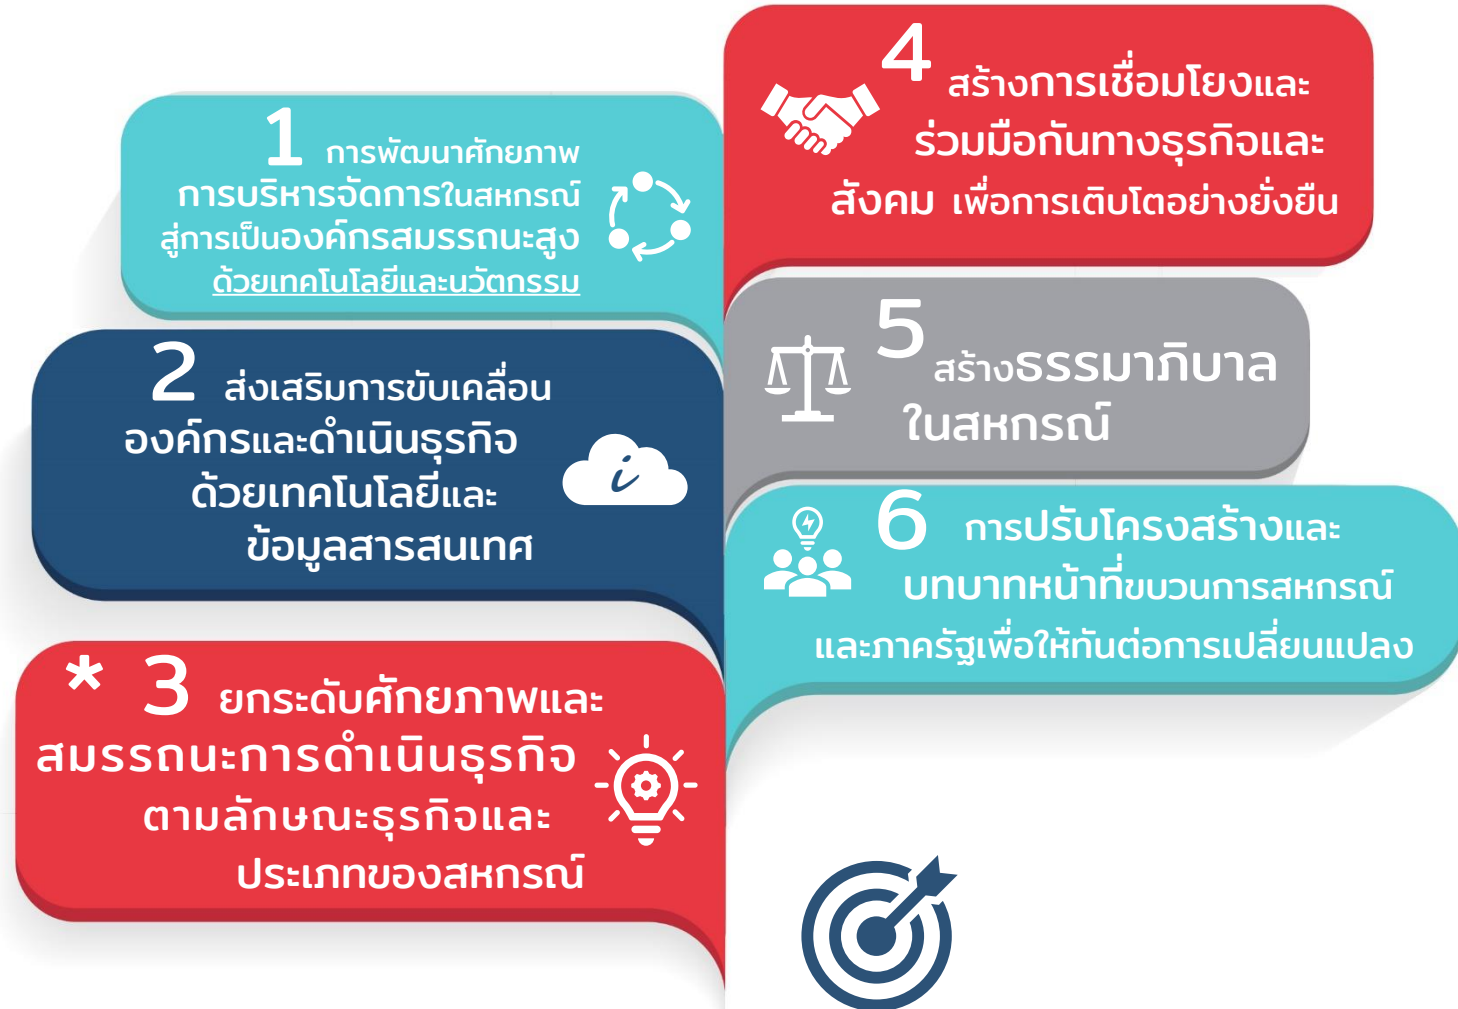 1 การพัฒนาศักยภาพ
การบริหารจัดการในสหกรณ์
สู่การเป็นองค์กรสมรรถนะสูง
ด้วยเทคโนโลยีและนวัตกรรม
2 ส่งเสริมการขับเคลื่อน
องค์กรและดำเนินธุรกิจ
ด้วยเทคโนโลยีและ
ข้อมูลสารสนเทศ
i
* 3 ยกระดับศักยภาพและ
สมรรถนะการดำเนินธุรกิจ
ตามลักษณะธุรกิจและ
ประเภทของสหกรณ์
4 สร้างการเชื่อมโยงและ
ร่วมมือกันทางธุรกิจและ
สังคม เพื่อการเติบโตอย่างยั่งยืน
5 สร้างธรรมาภิบาล
ในสหกรณ์
6 การปรับโครงสร้างและ
บทบาทหน้าที่ขบวนการสหกรณ์
และภาครัฐเพื่อให้ทันต่อการเปลี่ยนแปลง